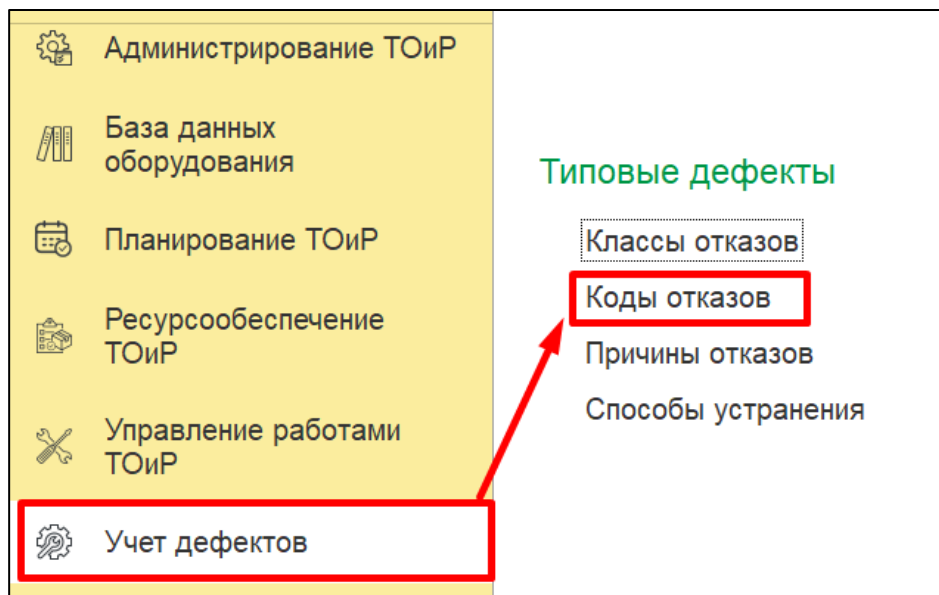 Администрирование ТОиР
База данных
оборудования
Планирование ТОиР
Ресурсообеспечение
ТОиР
Управление работами
ТОиР
Учет дефектов
Типовые дефекты
Классы отказов
Коды отказов
Причины отказов
Способы устранения